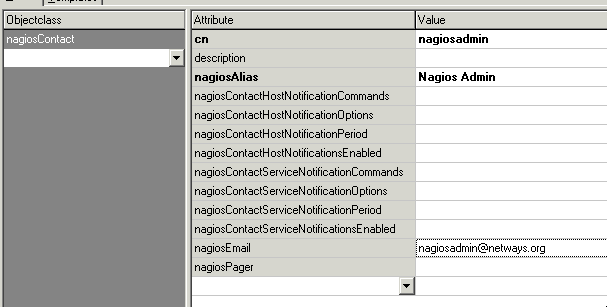 Objectclass
Attribute Value
nagiosContact
cn nagiosadmin
description
nagiosAlias Nagios Admin
nagiosContactHostNotificationCommands
nagiosContactHostNotificationOptions
nagiosContactHostNotificationPeriod
nagiosContactHostNotificationsEnabled
nagiosContactServiceNotificationCommands
nagiosContactServiceNotificationOptions
nagiosContactServiceNotificationPeriod
nagiosContactServiceNotificationsEnabled
nagiosEmail nagiosadmin@netways.org
nagiosPager